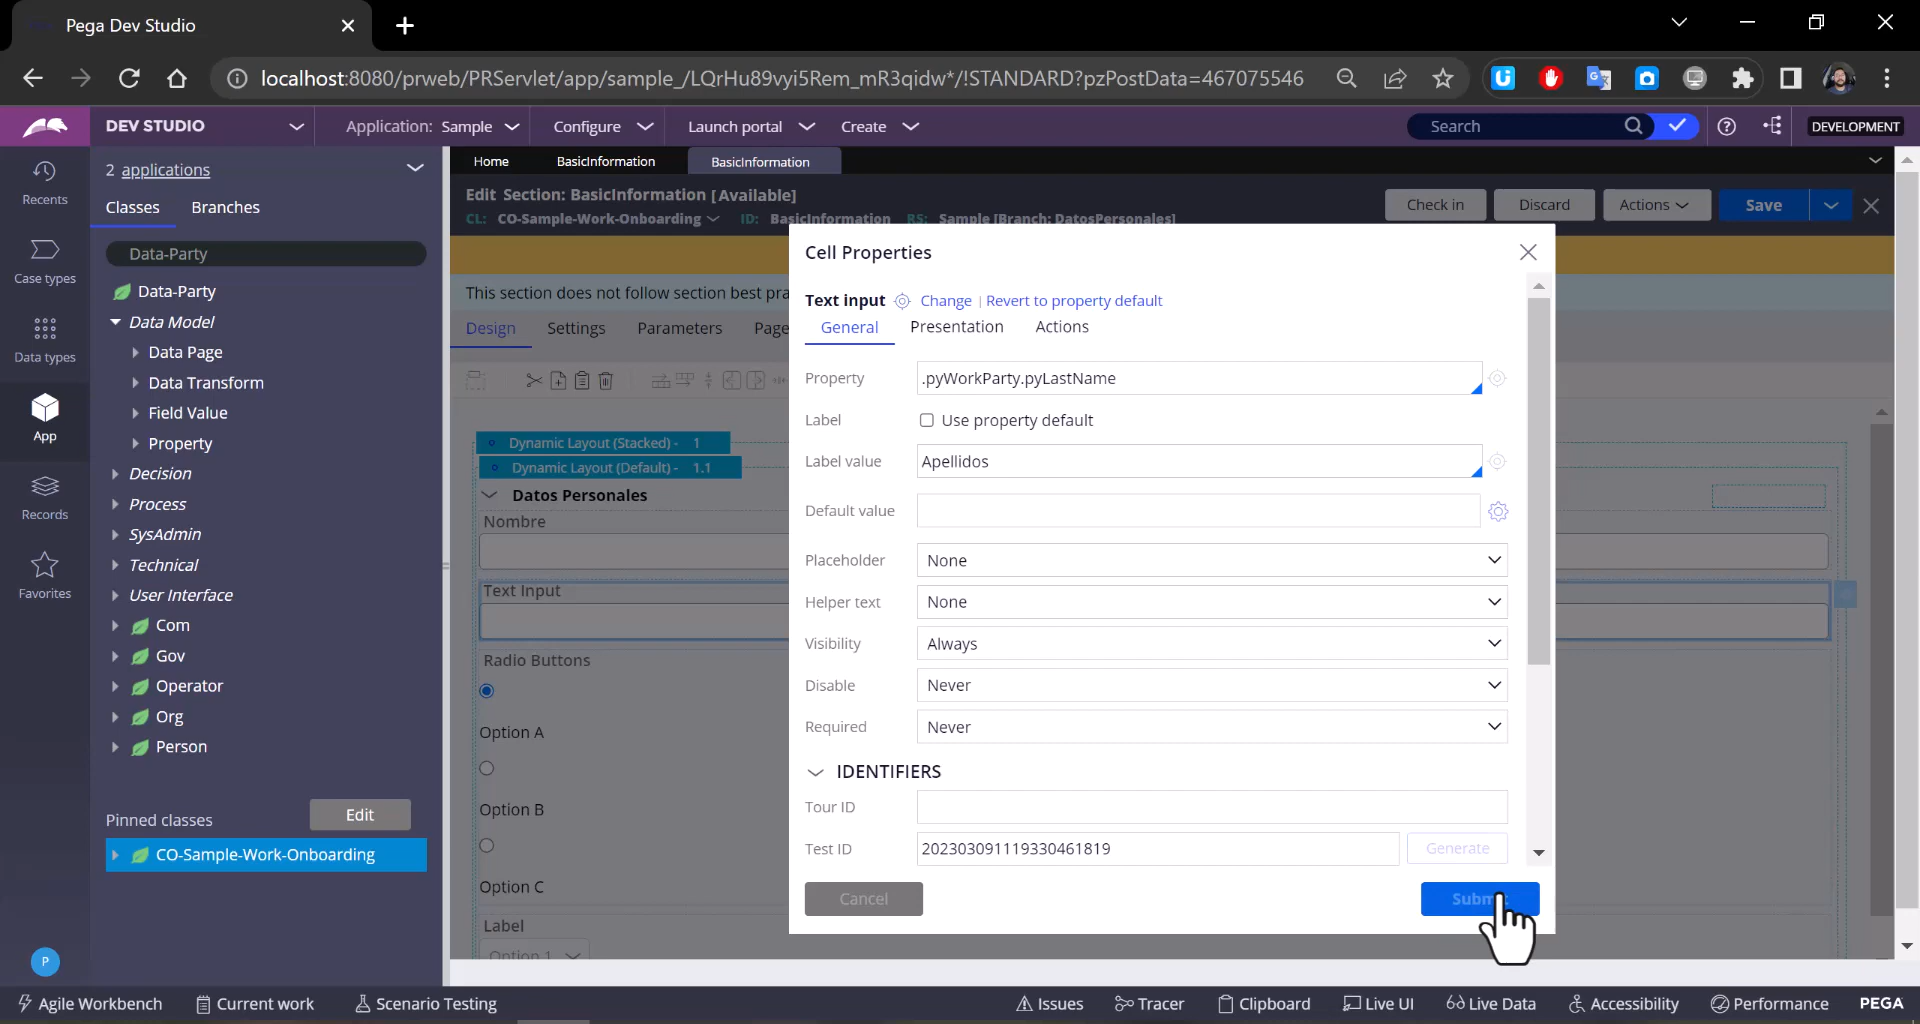 Pega Dev Studio
localhost:8080/prweb/PRServlet/app/sample_/LQrHu89vyi5Rem_mR3qidw*/!STANDARD?pzPostData=467075546
DEV STUDIO
Application: Sample
Configure
Launch portal
Create
Search
DEVELOPMENT
Recents
Case types
Data types
App
Records
Favorites
P
2 applications
Classes
Branches
Data-Party
Data-Party
Data Model
Data Page
Data Transform
Field Value
Property
Decision
Process
SysAdmin
Technical
User Interface
Com
Gov
Operator
Org
Person
Pinned classes
Edit
CO-Sample-Work-Onboarding
Home
BasicInformation
BasicInformation
Edit Section: BasicInformation [Available]
CL: CO-Sample-Work-Onboarding ID: BasicInformation RS: Sample [Branch: DatosPersonales]
Check in
Discard
Actions
Save
This section does not follow section best pra
Design
Settings
Parameters
Page
Dynamic Layout (Stacked) - 1
Dynamic Layout (Default) - 1.1
Datos Personales
Nombre
Text Input
Radio Buttons
Option A
Option B
Option C
Label
Option 1
Cell Properties
Text input
Change | Revert to property default
General
Presentation
Actions
Property
.pyWorkParty.pyLastName
Label
Use property default
Label value
Apellidos
Default value
Placeholder
None
Helper text
None
Visibility
Always
Disable
Never
Required
Never
IDENTIFIERS
Tour ID
Test ID
202303091119330461819
Generate
Cancel
Agile Workbench
Current work
Scenario Testing
Issues
Tracer
Clipboard
Live UI
Live Data
Accessibility
Performance
PEGA